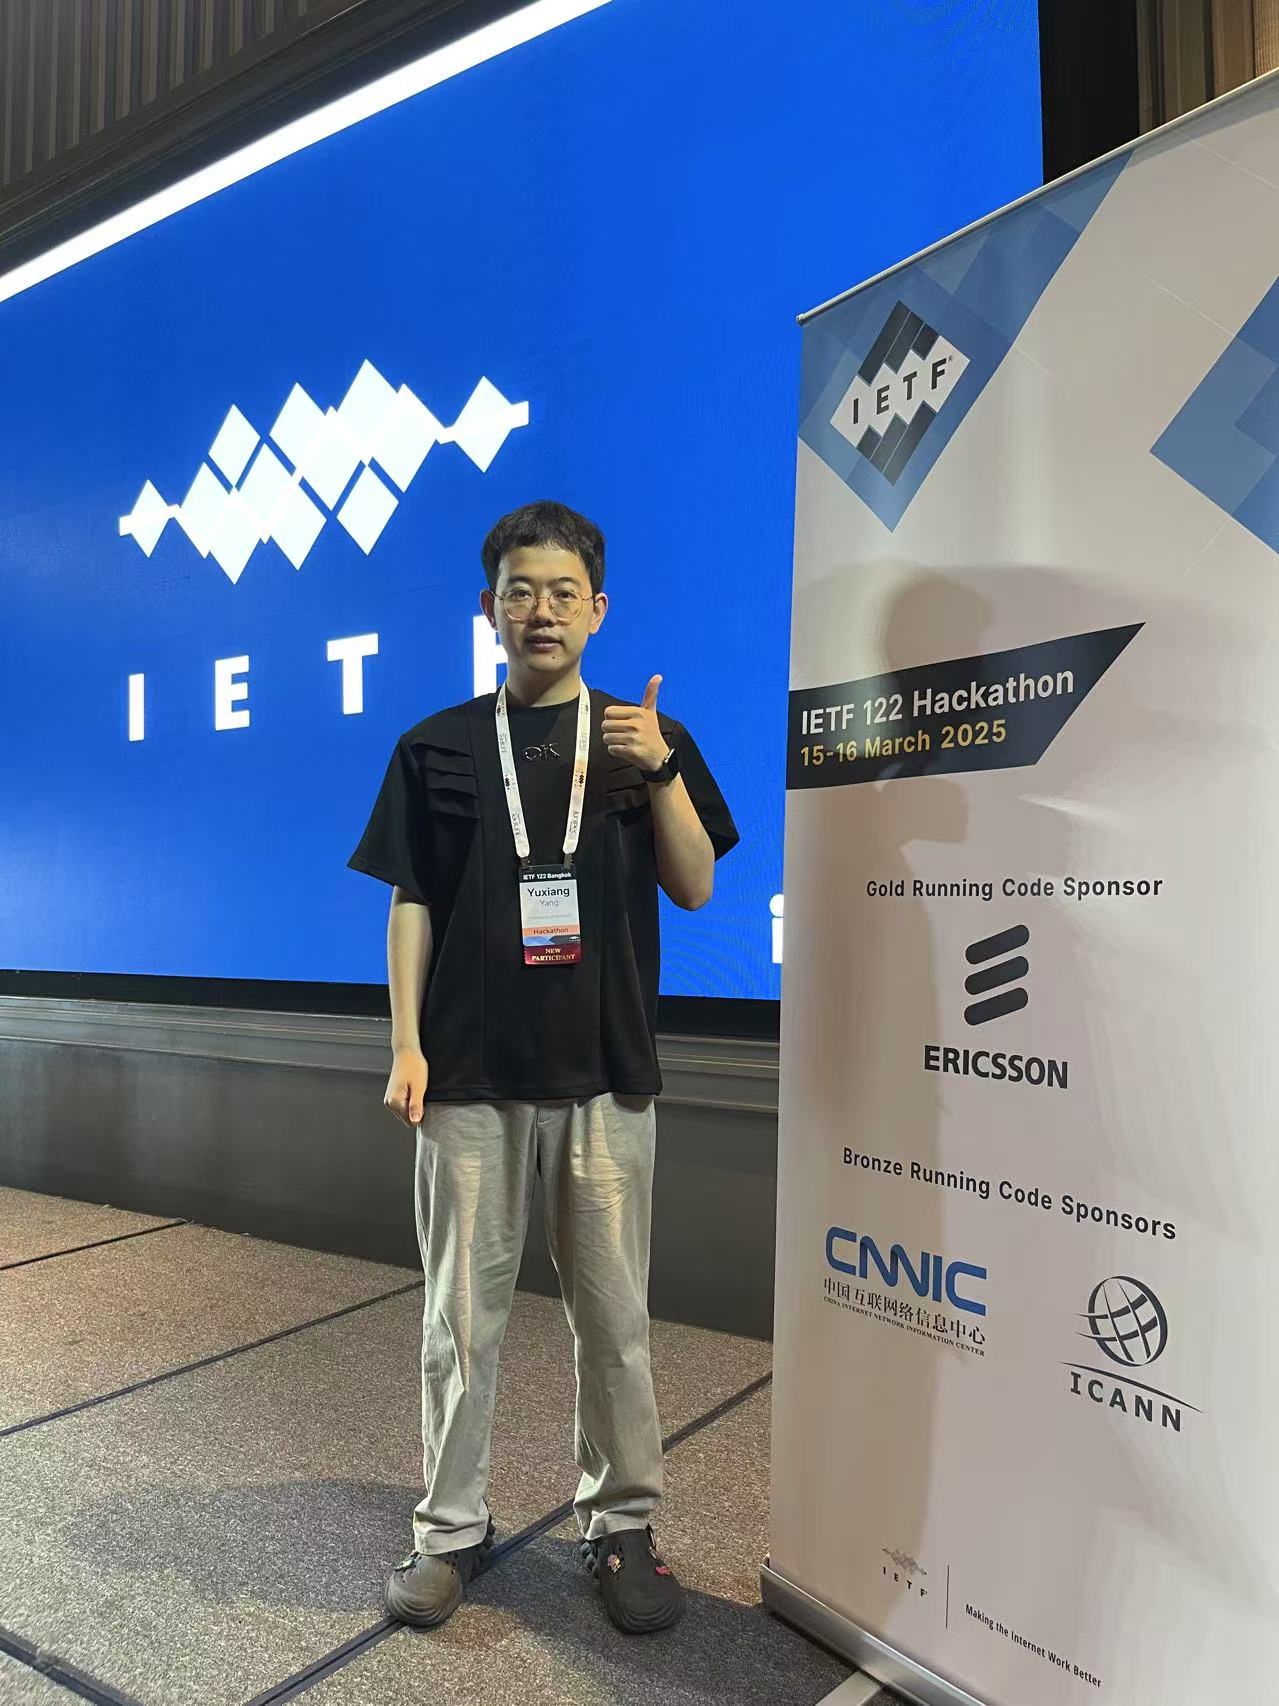 I E T F
IETF®
IETF 122 Hackathon
15-16 March 2025
Gold Running Code Sponsor
ERICSSON
Bronze Running Code Sponsors
CNNIC
中国互联网络信息中心
CHINA INTERNET NETWORK INFORMATION CENTER
ICANN
IETF
Making the Internet Work Better
OK
IETF 122 Bangkok
Yuxiang
Yang
Hackathon
NEW
PARTICIPANT